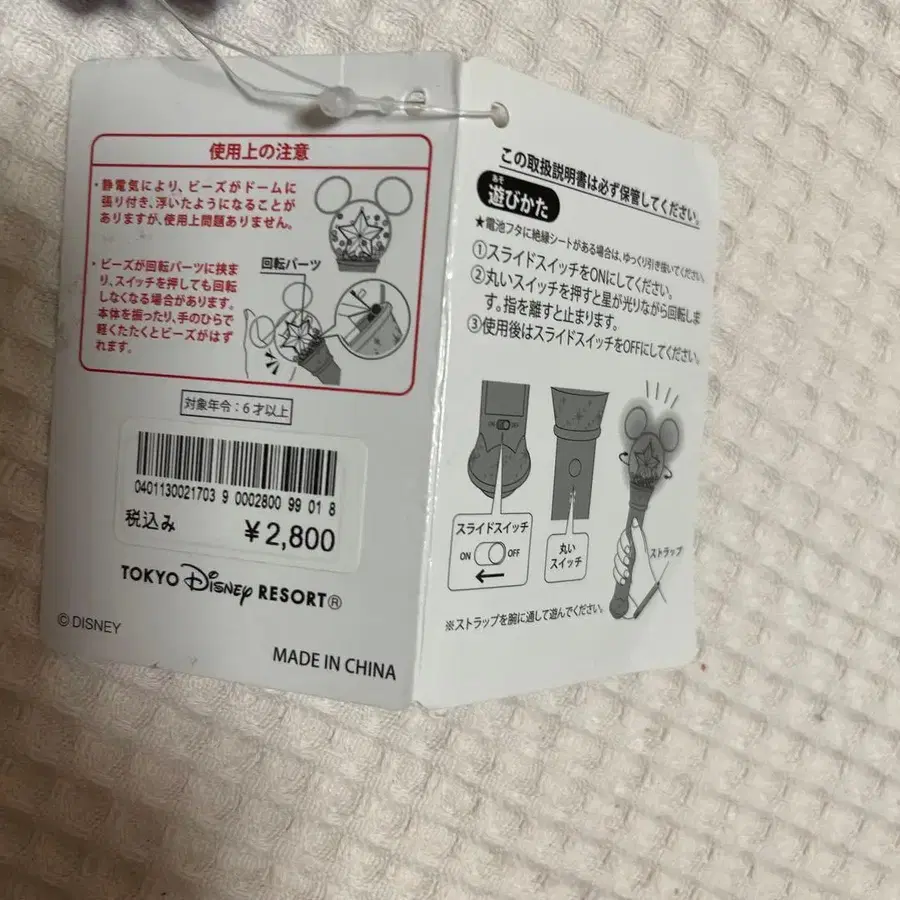 使用上の注意
・静電気により、ビーズがドームに
張り付き、浮いたようになることが
ありますが、使用上問題ありません。
・ビーズが回転パーツに挟ま
り、スイッチを押しても回転
しなくなる場合があります。
本体を振ったり、手のひらで
軽くたたくとビーズがはず
れます。
回転パーツ
対象年令：6才以上
0401130021703 9 0002800 99 01 8
税込み ¥2,800
TOKYO Disney RESORT®
© DISNEY
MADE IN CHINA
この取扱説明書は必ず保管してください。
あそ
遊びかた
★電池フタに絶縁シートがある場合は、ゆっくり引き抜いてください。
①スライドスイッチをONにしてください。
②丸いスイッチを押すと星が光りながら回転しま
す。指を離すと止まります。
③使用後はスライドスイッチをOFFにしてください。
ON OFF
スライドスイッチ
ON OFF
丸い
スイッチ
ストラップ
※ストラップを腕に通して遊んでください。